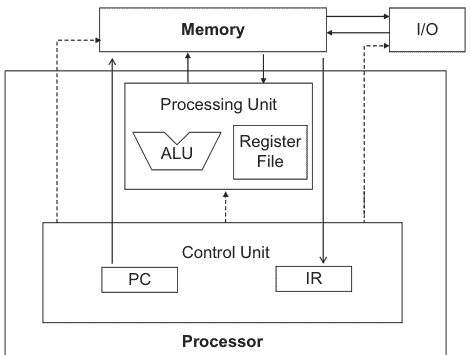 Memory
I/O
Processing Unit
ALU
Register
File
Control Unit
PC
IR
Processor